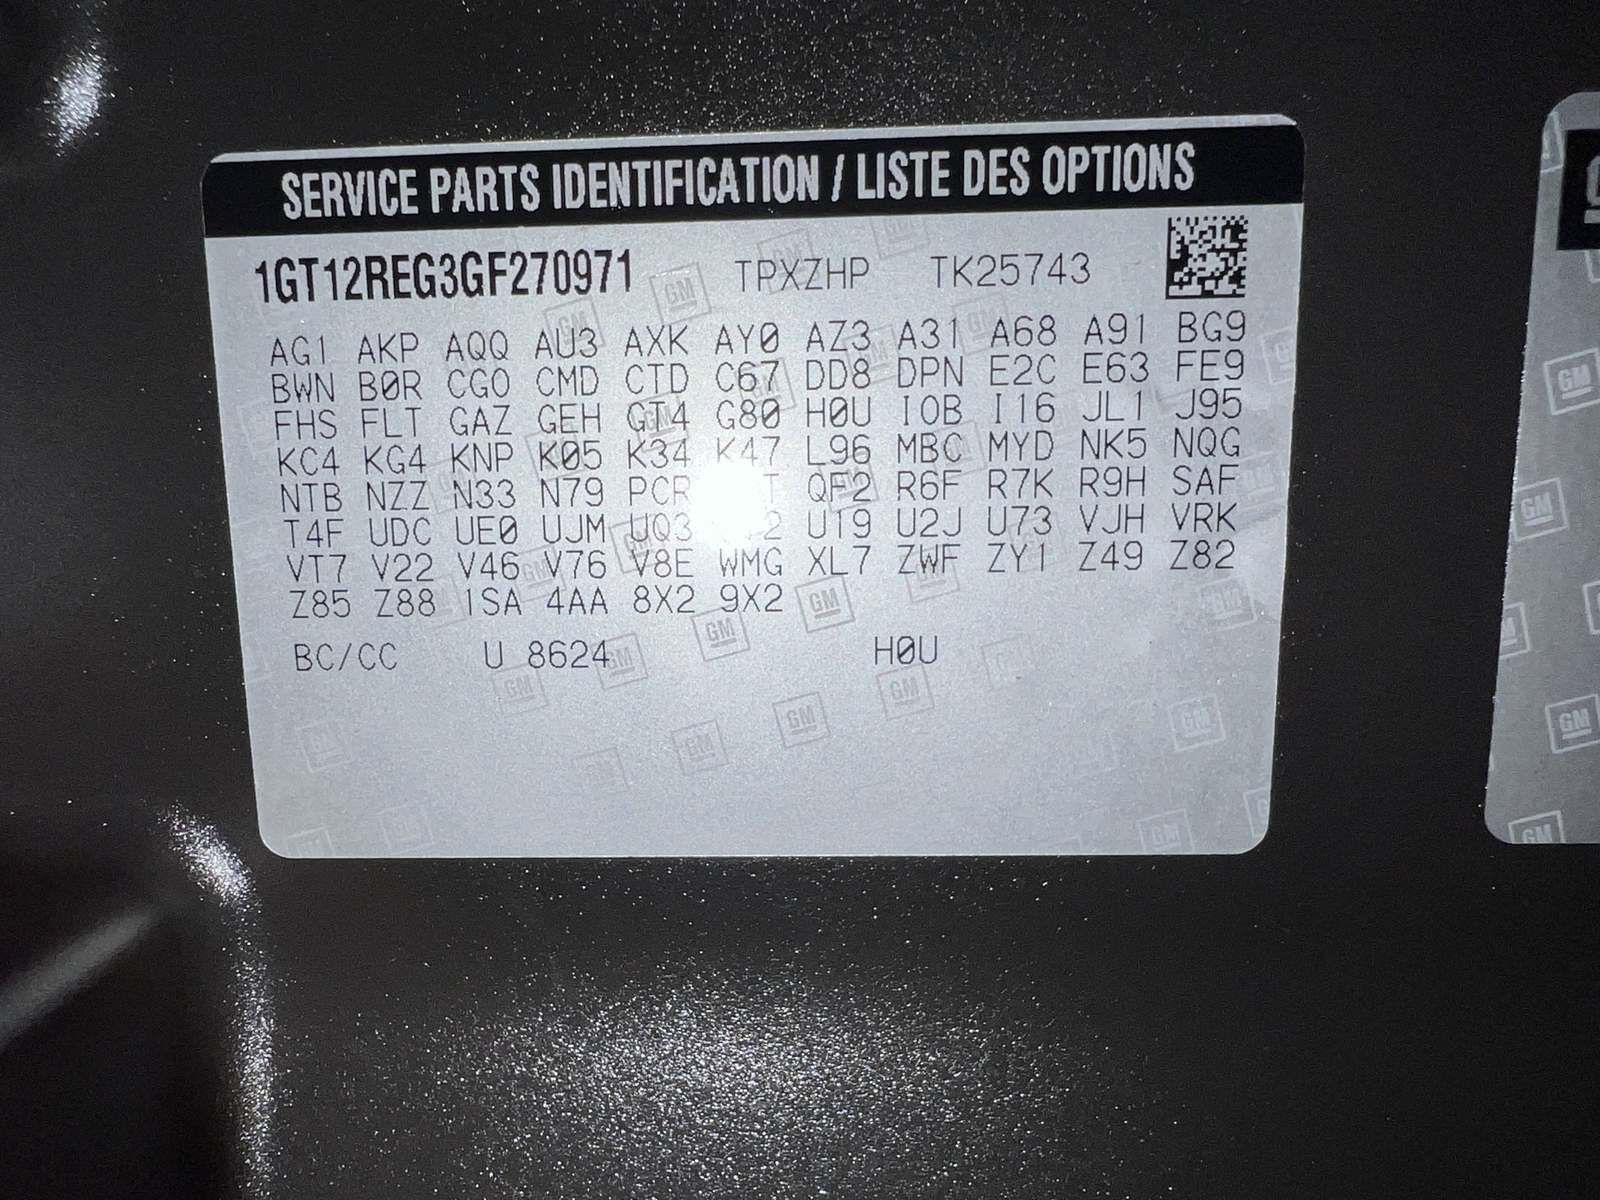 SERVICE PARTS IDENTIFICATION / LISTE DES OPTIONS
1GT12REG3GF270971 TPXZHP TK25743
AG1 AKP AQQ AU3 AXK AY0 AZ3 A31 A68 A91 BG9
BWN B0R CGO CMD CTD C67 DD8 DPN E2C E63 FE9
FHS FLT GAZ GEH GT4 G80 H0U IOB I16 JL1 J95
KC4 KG4 KNP K05 K34 K47 L96 MBC MYD NK5 NQG
NTB NZZ N33 N79 PCR QF2 R6F R7K R9H SAF
T4F UDC UE0 UJM UQ3 U19 U2J U73 VJH VRK
VT7 V22 V46 V76 V8E WMG XL7 ZWF ZY1 Z49 Z82
Z85 Z88 1SA 4AA 8X2 9X2
BC/CC U 8624 H0U